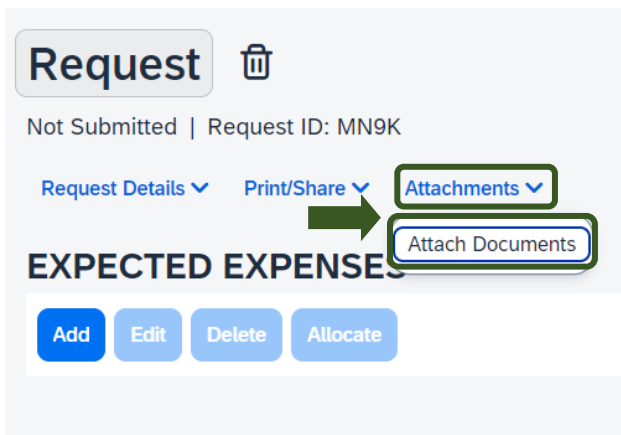 Request
Not Submitted | Request ID: MN9K
Request Details Print/Share Attachments
Attach Documents
EXPECTED EXPENSES
Add Edit Delete Allocate